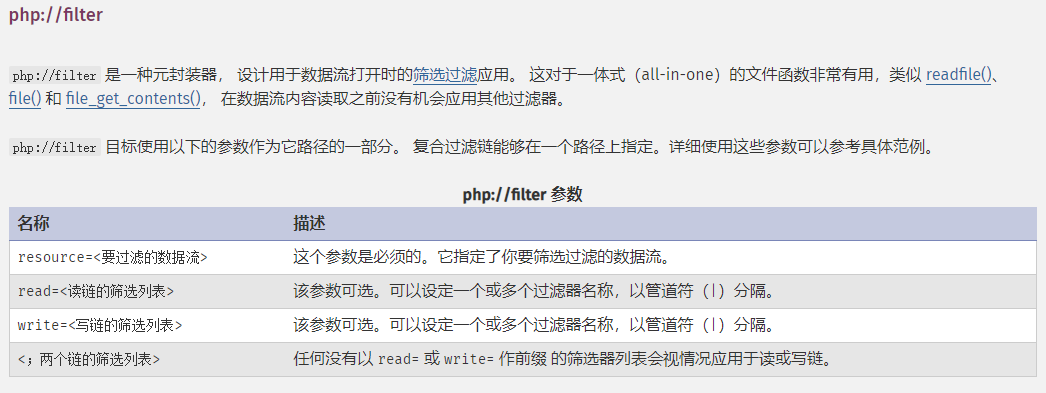 php://filter
php://filter 是一种元封装器， 设计用于数据流打开时的筛选过滤应用。 这对于一体式（all-in-one）的文件函数非常有用，类似 readfile()、
file() 和 file_get_contents()， 在数据流内容读取之前没有机会应用其他过滤器。
php://filter 目标使用以下的参数作为它路径的一部分。 复合过滤链能够在一个路径上指定。详细使用这些参数可以参考具体范例。
php://filter 参数
名称 描述
resource=<要过滤的数据流> 这个参数是必须的。它指定了你要筛选过滤的数据流。
read=<读链的筛选列表> 该参数可选。可以设定一个或多个过滤器名称，以管道符（|）分隔。
write=<写链的筛选列表> 该参数可选。可以设定一个或多个过滤器名称，以管道符（|）分隔。
<；两个链的筛选列表> 任何没有以 read= 或 write= 作前缀 的筛选器列表会视情况应用于读或写链。